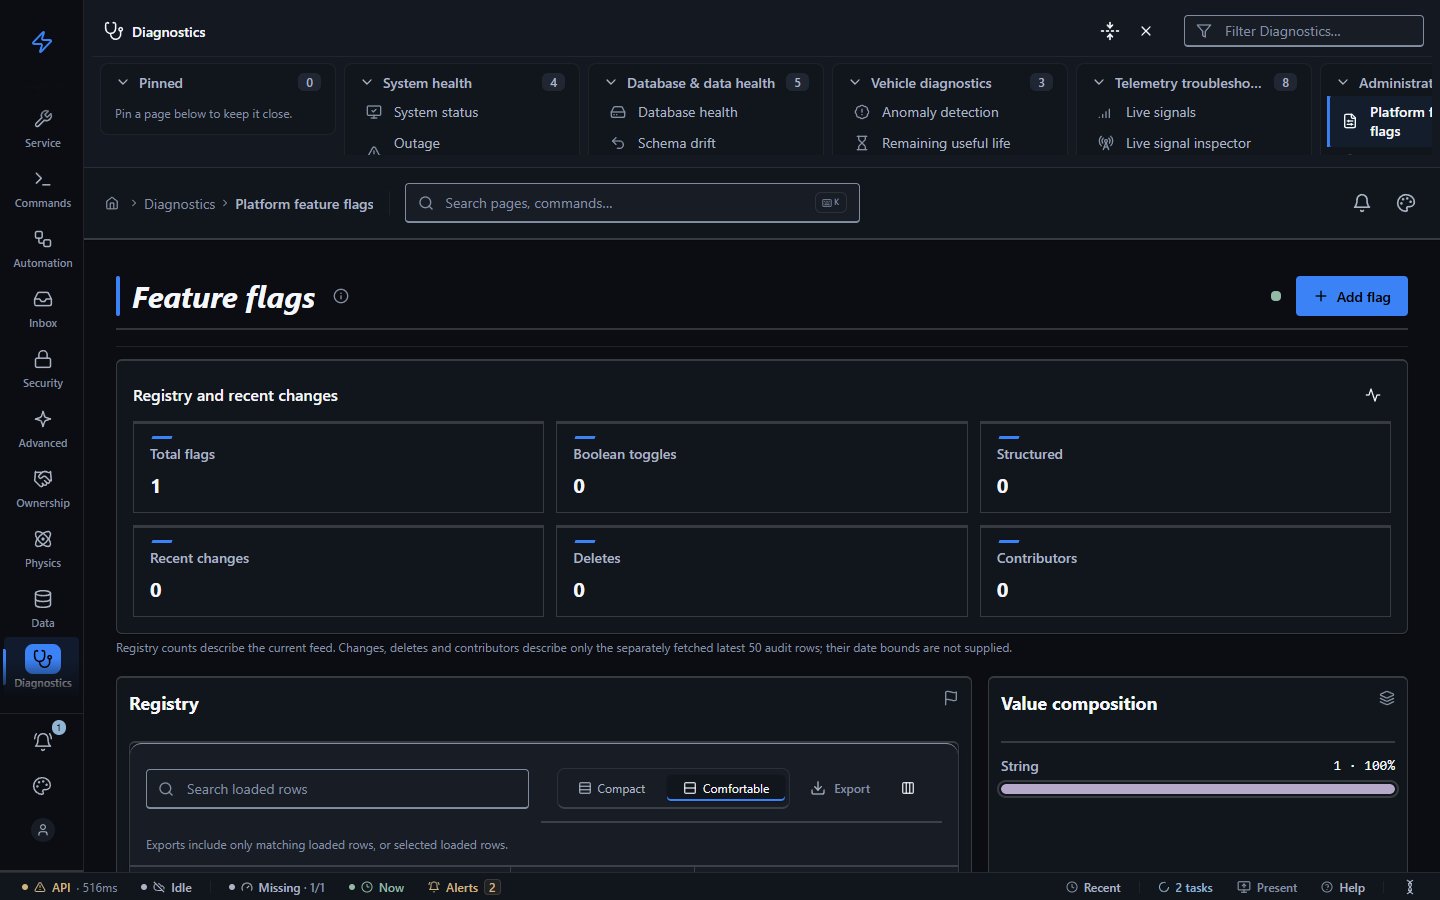 Diagnostics
Filter Diagnostics...
Pinned 0
Pin a page below to keep it close.
System health 4
System status
Outage
Database & data health 5
Database health
Schema drift
Vehicle diagnostics 3
Anomaly detection
Remaining useful life
Telemetry troublesho... 8
Live signals
Live signal inspector
Administrat
Platform f
flags
Service
Commands
Automation
Inbox
Security
Advanced
Ownership
Physics
Data
Diagnostics
1
Diagnostics
Platform feature flags
Search pages, commands...
K
Feature flags
Add flag
Registry and recent changes
Total flags
1
Boolean toggles
0
Structured
0
Recent changes
0
Deletes
0
Contributors
0
Registry counts describe the current feed. Changes, deletes and contributors describe only the separately fetched latest 50 audit rows; their date bounds are not supplied.
Registry
Search loaded rows
Compact
Comfortable
Export
Exports include only matching loaded rows, or selected loaded rows.
Value composition
String 1 · 100%
API · 516ms
Idle
Missing · 1/1
Now
Alerts 2
Recent
2 tasks
Present
Help